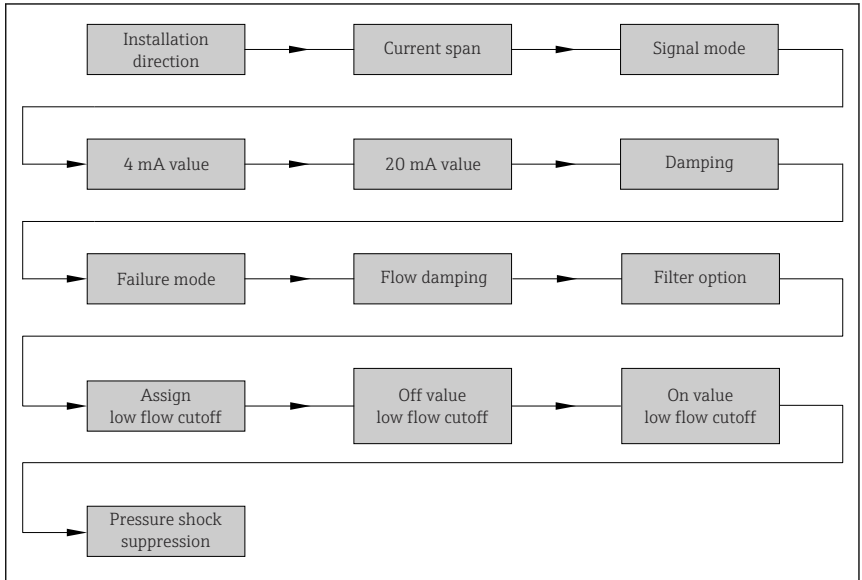 Installation
direction
Current span
Signal mode
4 mA value
20 mA value
Damping
Failure mode
Flow damping
Filter option
Assign
low flow cutoff
Off value
low flow cutoff
On value
low flow cutoff
Pressure shock
suppression